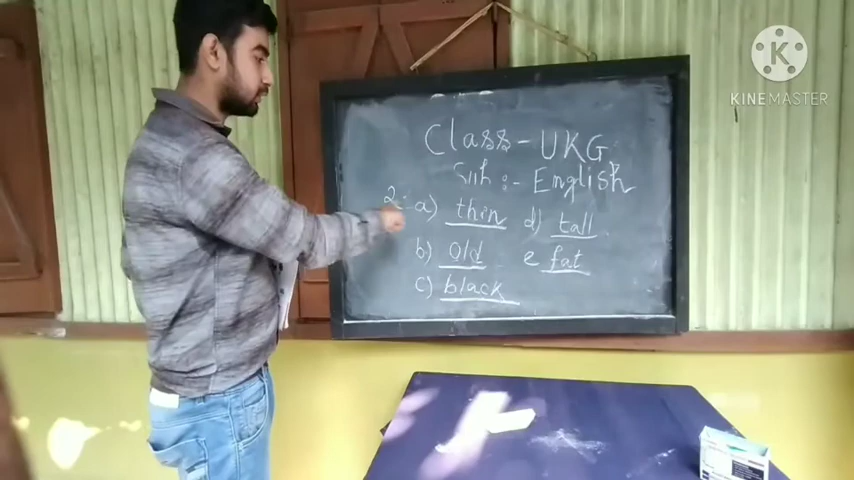 Class - UKG
Sub :- English
2. a) thin d) tall
b) Old e fat
c) black
K
KINEMASTER